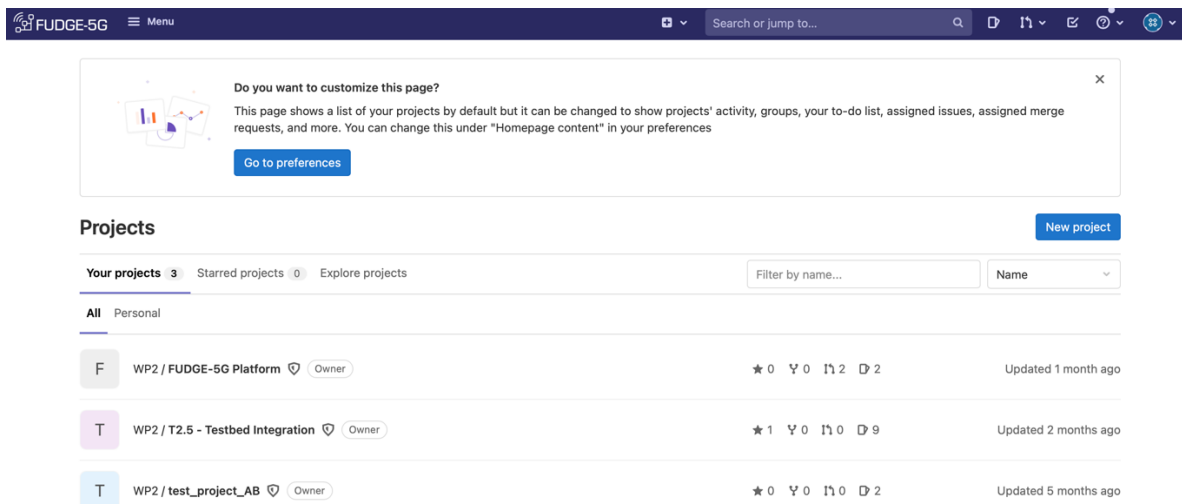 FUDGE-5G Menu Search or jump to...
Do you want to customize this page?
This page shows a list of your projects by default but it can be changed to show projects' activity, groups, your to-do list, assigned issues, assigned merge
requests, and more. You can change this under "Homepage content" in your preferences
Go to preferences
Projects New project
Your projects 3 Starred projects 0 Explore projects Filter by name... Name
All Personal
F WP2 / FUDGE-5G Platform Owner 0 0 2 2 Updated 1 month ago
T WP2 / T2.5 - Testbed Integration Owner 1 0 0 9 Updated 2 months ago
T WP2 / test_project_AB Owner 0 0 0 2 Updated 5 months ago